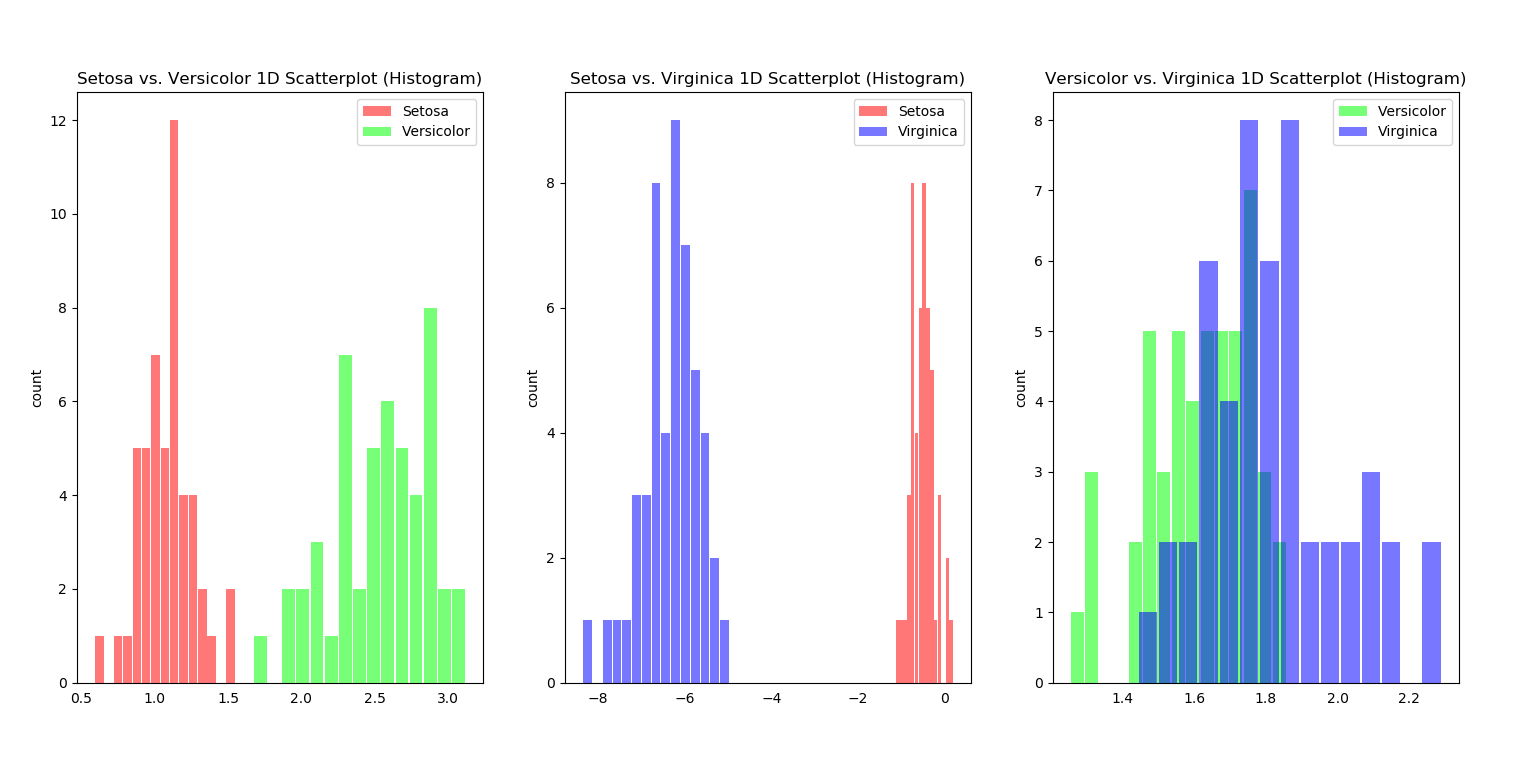 Setosa vs. Versicolor 1D Scatterplot (Histogram)
Setosa
Versicolor
count
12
10
8
6
4
2
0
0.5 1.0 1.5 2.0 2.5 3.0
Setosa vs. Virginica 1D Scatterplot (Histogram)
Setosa
Virginica
count
8
6
4
2
0
−8 −6 −4 −2 0
Versicolor vs. Virginica 1D Scatterplot (Histogram)
Versicolor
Virginica
count
8
7
6
5
4
3
2
1
0
1.4 1.6 1.8 2.0 2.2